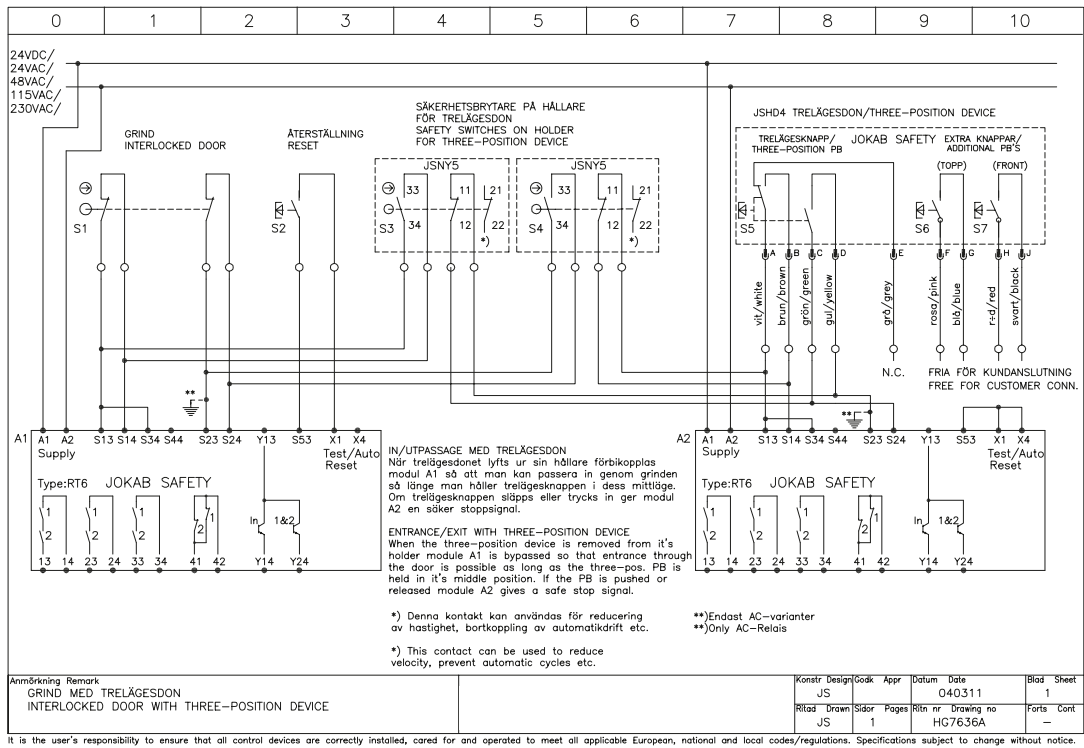 0 1 2 3 4 5 6 7 8 9 10
24VDC/
24VAC/
48VAC/
115VAC/
230VAC/
GRIND
INTERLOCKED DOOR
ÅTERSTÄLLNING
RESET
SÄKERHETSBRYTARE PÅ HÅLLARE
FÖR TRELÄGESDON
SAFETY SWITCHES ON HOLDER
FOR THREE-POSITION DEVICE
JSNY5
JSNY5
JSHD4 TRELÄGESDON/THREE-POSITION DEVICE
TRELÄGESKNAPP/
THREE-POSITION PB
JOKAB SAFETY
EXTRA KNAPPAR/
ADDITIONAL PB'S
(TOPP) (FRONT)
S1
S2
S3
33
34
11
12
21
22
*)
S4
33
34
11
12
21
22
*)
S5
S6
S7
A B C D E F G H J
vit/white
brun/brown
grön/green
gul/yellow
grå/grey
rosa/pink
blå/blue
r÷d/red
svart/black
N.C.
FRIA FÖR KUNDANSLUTNING
FREE FOR CUSTOMER CONN.
**
**
A1
A1 A2 S13 S14 S34 S44 S23 S24 Y13 S53 X1 X4
Supply
Test/Auto
Reset
Type:RT6 JOKAB SAFETY
1 1 1 1
2 2 2 2
In 1&2
13 14 23 24 33 34 41 42 Y14 Y24
IN/UTPASSAGE MED TRELÄGESDON
När trelägesdonet lyfts ur sin hållare förbikopplas
modul A1 så att man kan passera in genom grinden
så länge man håller trelägesknappen i dess mittläge.
Om trelägesknappen släpps eller trycks in ger modul
A2 en säker stoppsignal.
ENTRANCE/EXIT WITH THREE-POSITION DEVICE
When the three-position device is removed from it's
holder module A1 is bypassed so that entrance through
the door is possible as long as the three-pos. PB is
held in it's middle position. If the PB is pushed or
released module A2 gives a safe stop signal.
*) Denna kontakt kan användas för reducering
av hastighet, bortkoppling av automatikdrift etc.
*) This contact can be used to reduce
velocity, prevent automatic cycles etc.
A2
A1 A2 S13 S14 S34 S44 S23 S24 Y13 S53 X1 X4
Supply
Test/Auto
Reset
Type:RT6 JOKAB SAFETY
1 1 1 1
2 2 2 2
In 1&2
13 14 23 24 33 34 41 42 Y14 Y24
**)Endast AC-varianter
**)Only AC-Relais
Anmörkning Remark
GRIND MED TRELÄGESDON
INTERLOCKED DOOR WITH THREE-POSITION DEVICE
Konstr Design Godk Appr Datum Date Blad Sheet
JS 040311 1
Ritad Drawn Sidor Pages Ritn nr Drawing no Forts Cont
JS 1 HG7636A –
It is the user's responsibility to ensure that all control devices are correctly installed, cared for and operated to meet all applicable European, national and local codes/regulations. Specifications subject to change without notice.